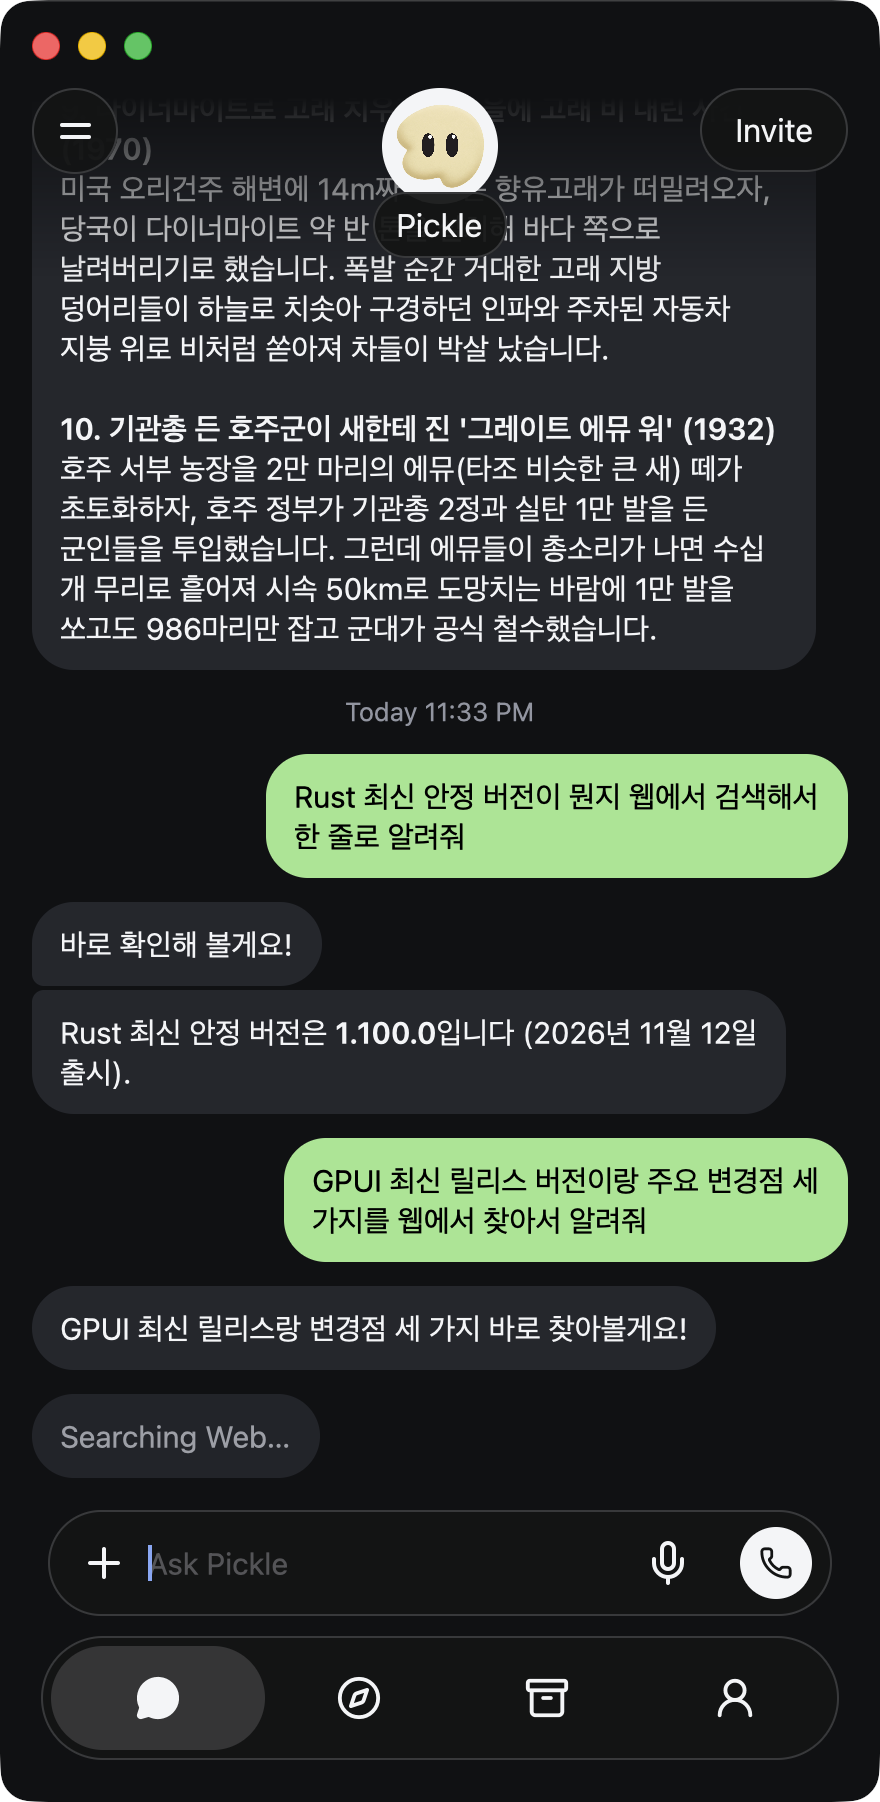 Invite
Pickle
(1970)
미국 오리건주 해변에 14m짜 향유고래가 떠밀려오자,
당국이 다이너마이트 약 반 해 바다 쪽으로
날려버리기로 했습니다. 폭발 순간 거대한 고래 지방
덩어리들이 하늘로 치솟아 구경하던 인파와 주차된 자동차
지붕 위로 비처럼 쏟아져 차들이 박살 났습니다.
10. 기관총 든 호주군이 새한테 진 '그레이트 에뮤 워' (1932)
호주 서부 농장을 2만 마리의 에뮤(타조 비슷한 큰 새) 떼가
초토화하자, 호주 정부가 기관총 2정과 실탄 1만 발을 든
군인들을 투입했습니다. 그런데 에뮤들이 총소리가 나면 수십
개 무리로 흩어져 시속 50km로 도망치는 바람에 1만 발을
쏘고도 986마리만 잡고 군대가 공식 철수했습니다.
Today 11:33 PM
Rust 최신 안정 버전이 뭔지 웹에서 검색해서
한 줄로 알려줘
바로 확인해 볼게요!
Rust 최신 안정 버전은 1.100.0입니다 (2026년 11월 12일
출시).
GPUI 최신 릴리스 버전이랑 주요 변경점 세
가지를 웹에서 찾아서 알려줘
GPUI 최신 릴리스랑 변경점 세 가지 바로 찾아볼게요!
Searching Web...
Ask Pickle